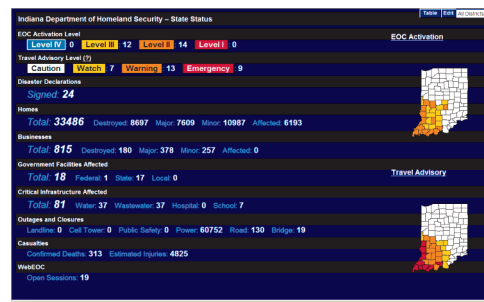 Table Edit All Districts
Indiana Department of Homeland Security – State Status
EOC Activation Level
Level IV 0 Level III : 12 Level II : 14 Level I : 0
EOC Activation
Travel Advisory Level (?)
Caution Watch : 7 Warning : 13 Emergency : 9
Disaster Declarations
Signed: 24
Homes
Total: 33486 Destroyed: 8697 Major: 7609 Minor: 10987 Affected: 6193
Businesses
Total: 815 Destroyed: 180 Major: 378 Minor: 257 Affected: 0
Government Facilities Affected
Total: 18 Federal: 1 State: 17 Local: 0
Travel Advisory
Critical Infrastructure Affected
Total: 81 Water: 37 Wastewater: 37 Hospital: 0 School: 7
Outages and Closures
Landline: 0 Cell Tower: 0 Public Safety: 0 Power: 60752 Road: 130 Bridge: 19
Casualties
Confirmed Deaths: 313 Estimated Injuries: 4825
WebEOC
Open Sessions: 19